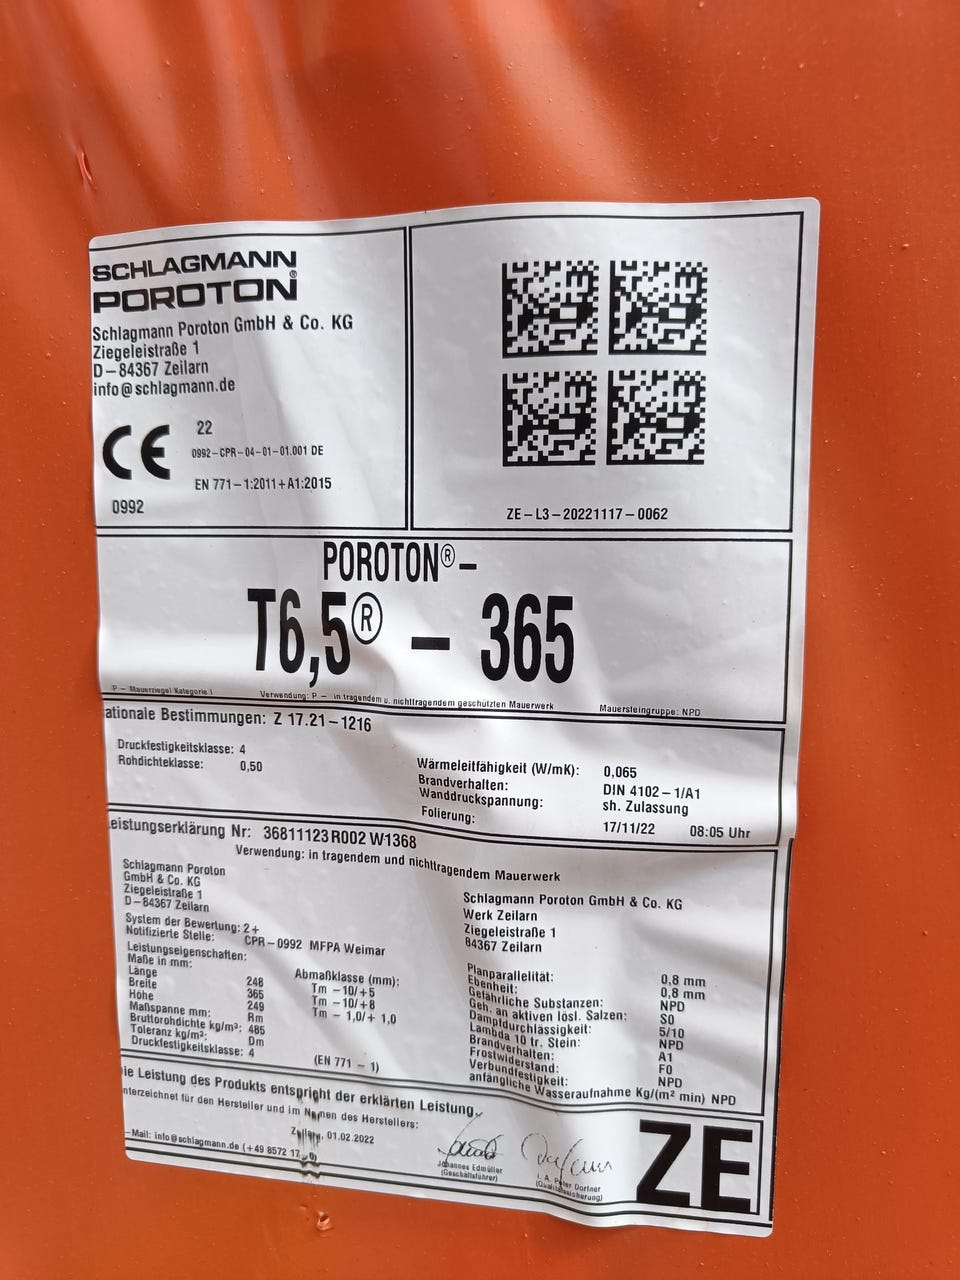 SCHLAGMANN
POROTON®
Schlagmann Poroton GmbH & Co. KG
Ziegeleistraße 1
D-84367 Zeilarn
info@schlagmann.de
CE 22
0992-CPR-04-01-01.001 DE
EN 771-1:2011+A1:2015
0992
ZE-L3-20221117-0062
POROTON®-
T6,5® - 365
P - Mauerziegel Kategorie I Verwendung: P - in tragendem u. nichttragendem geschützten Mauerwerk Mauersteingruppe: NPD
ationale Bestimmungen: Z 17.21-1216
Druckfestigkeitsklasse: 4
Rohdichteklasse: 0,50
Wärmeleitfähigkeit (W/mK): 0,065
Brandverhalten: DIN 4102-1/A1
Wanddruckspannung: sh. Zulassung
Folierung: 17/11/22 08:05 Uhr
eistungserklärung Nr: 36811123R002 W1368
Verwendung: in tragendem und nichttragendem Mauerwerk
Schlagmann Poroton
GmbH & Co. KG
Ziegeleistraße 1
D-84367 Zeilarn
System der Bewertung: 2+
Notifizierte Stelle: CPR-0992 MFPA Weimar
Leistungseigenschaften:
Maße in mm: Abmaßklasse (mm):
Länge 248 Tm -10/+5
Breite 365 Tm -10/+8
Höhe 249 Tm - 1,0/+ 1,0
Maßspanne mm: Rm
Bruttorohdichte kg/m³: 485
Toleranz kg/m³: Dm
Druckfestigkeitsklasse: 4 (EN 771 - 1)
Schlagmann Poroton GmbH & Co. KG
Werk Zeilarn
Ziegeleistraße 1
84367 Zeilarn
Planparallelität: 0,8 mm
Ebenheit: 0,8 mm
Gefährliche Substanzen: NPD
Geh. an aktiven lösl. Salzen: S0
Dampfdurchlässigkeit: 5/10
Lambda 10 tr. Stein: NPD
Brandverhalten: A1
Frostwiderstand: F0
Verbundfestigkeit: NPD
anfängliche Wasseraufnahme Kg/(m² min) NPD
ie Leistung des Produkts entspricht der erklärten Leistung.
nterzeichnet für den Hersteller und im Namen des Herstellers:
Zeilarn, 01.02.2022
-Mail: info@schlagmann.de (+49 8572 17
Johannes Edmüller
(Geschäftsführer)
i. A. Peter Dorfner
(Qualitätssicherung)
ZE